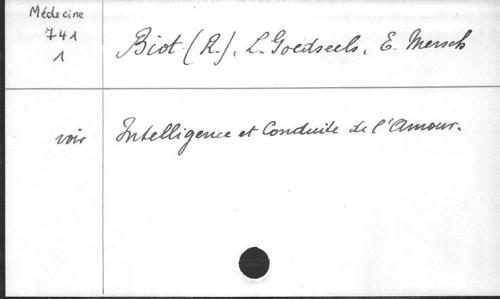 Médecine
741
1
Biot (R.), L. Goedseels, E. Mersch
voir Intelligence et Conduite de l'Amour.